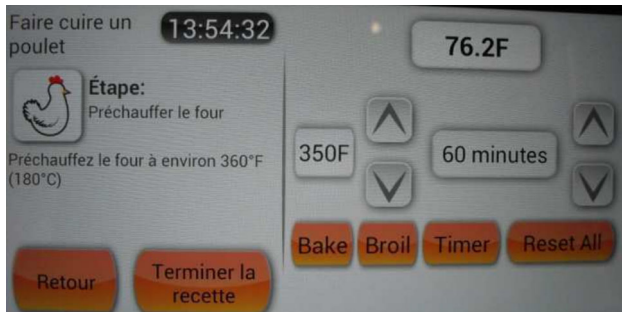 Faire cuire un
poulet
13:54:32
Étape:
Préchauffer le four
Préchauffez le four à environ 360°F
(180°C)
Retour
Terminer la
recette
76.2F
350F
60 minutes
Bake
Broil
Timer
Reset All